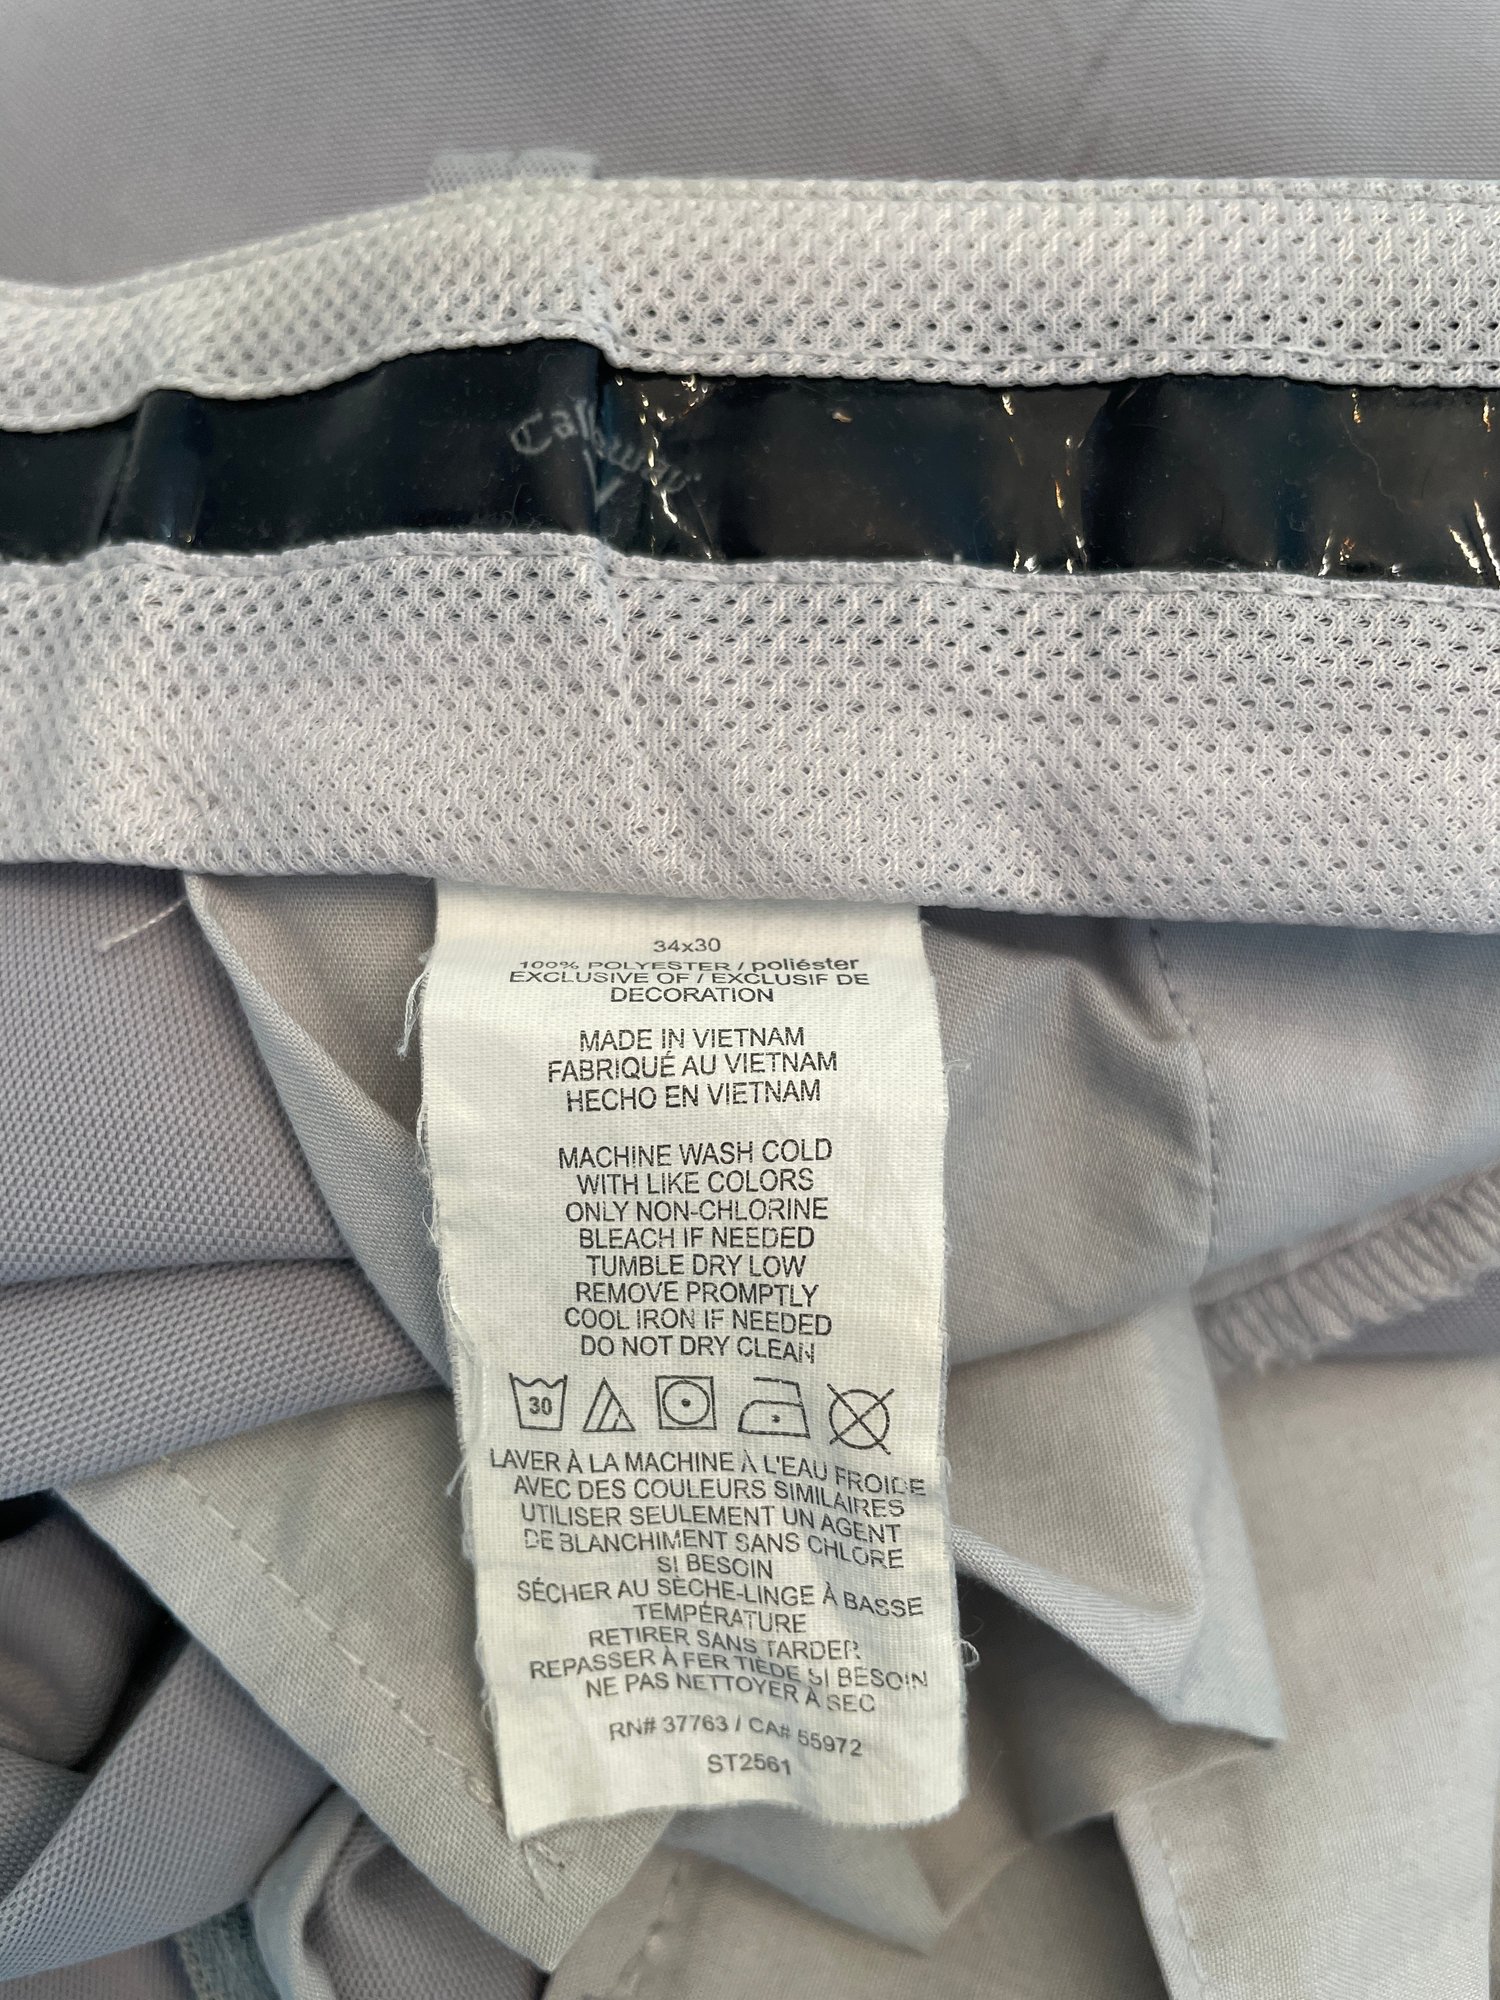 Callaway
34x30
100% POLYESTER / poliéster
EXCLUSIVE OF / EXCLUSIF DE
DECORATION
MADE IN VIETNAM
FABRIQUÉ AU VIETNAM
HECHO EN VIETNAM
MACHINE WASH COLD
WITH LIKE COLORS
ONLY NON-CHLORINE
BLEACH IF NEEDED
TUMBLE DRY LOW
REMOVE PROMPTLY
COOL IRON IF NEEDED
DO NOT DRY CLEAN
30
LAVER À LA MACHINE À L'EAU FROIDE
AVEC DES COULEURS SIMILAIRES
UTILISER SEULEMENT UN AGENT
DE BLANCHIMENT SANS CHLORE
SI BESOIN
SÉCHER AU SÈCHE-LINGE À BASSE
TEMPÉRATURE
RETIRER SANS TARDER
REPASSER À FER TIÈDE SI BESOIN
NE PAS NETTOYER À SEC
RN# 37763 / CA# 55972
ST2561